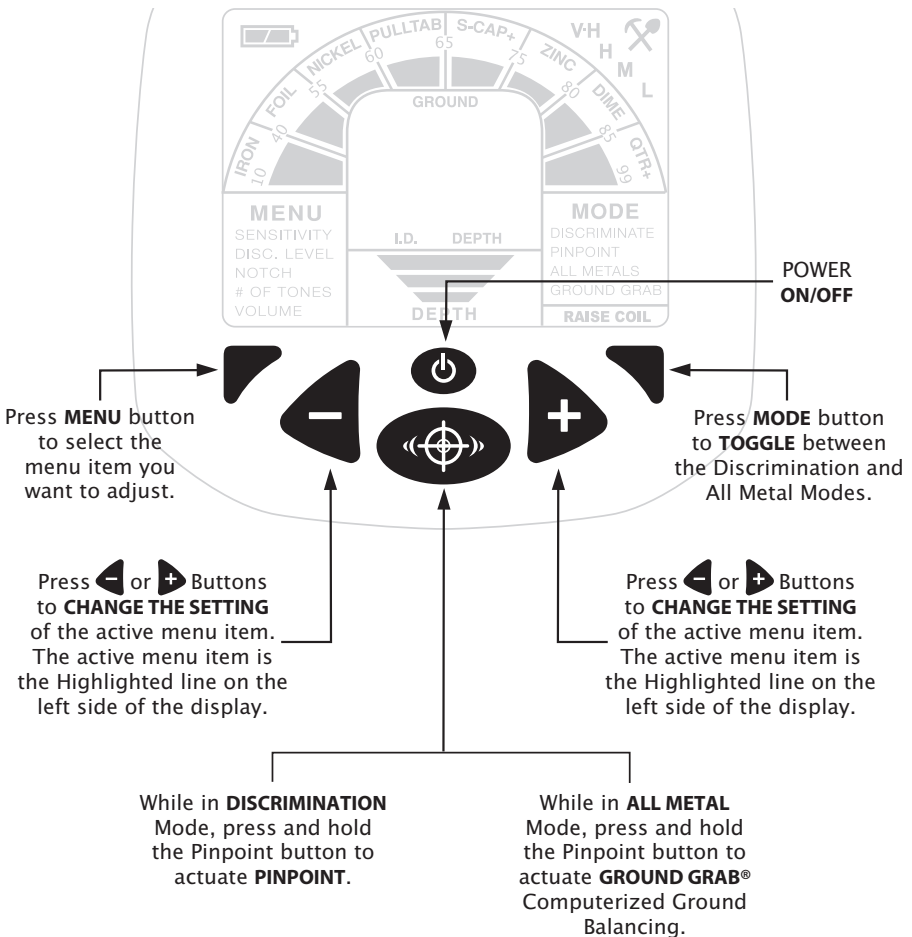 PULLTAB S-CAP+
NICKEL ZINC
FOIL DIME
IRON QTR+
10 40 55 60 65 75 80 85 99
V·H
H
M
L
GROUND
MENU
SENSITIVITY
DISC. LEVEL
NOTCH
# OF TONES
VOLUME
I.D. DEPTH
DEPTH
MODE
DISCRIMINATE
PINPOINT
ALL METALS
GROUND GRAB
RAISE COIL
POWER
ON/OFF
Press MENU button
to select the
menu item you
want to adjust.
Press MODE button
to TOGGLE between
the Discrimination and
All Metal Modes.
Press - or + Buttons
to CHANGE THE SETTING
of the active menu item.
The active menu item is
the Highlighted line on the
left side of the display.
Press - or + Buttons
to CHANGE THE SETTING
of the active menu item.
The active menu item is
the Highlighted line on the
left side of the display.
While in DISCRIMINATION
Mode, press and hold
the Pinpoint button to
actuate PINPOINT.
While in ALL METAL
Mode, press and hold
the Pinpoint button to
actuate GROUND GRAB®
Computerized Ground
Balancing.